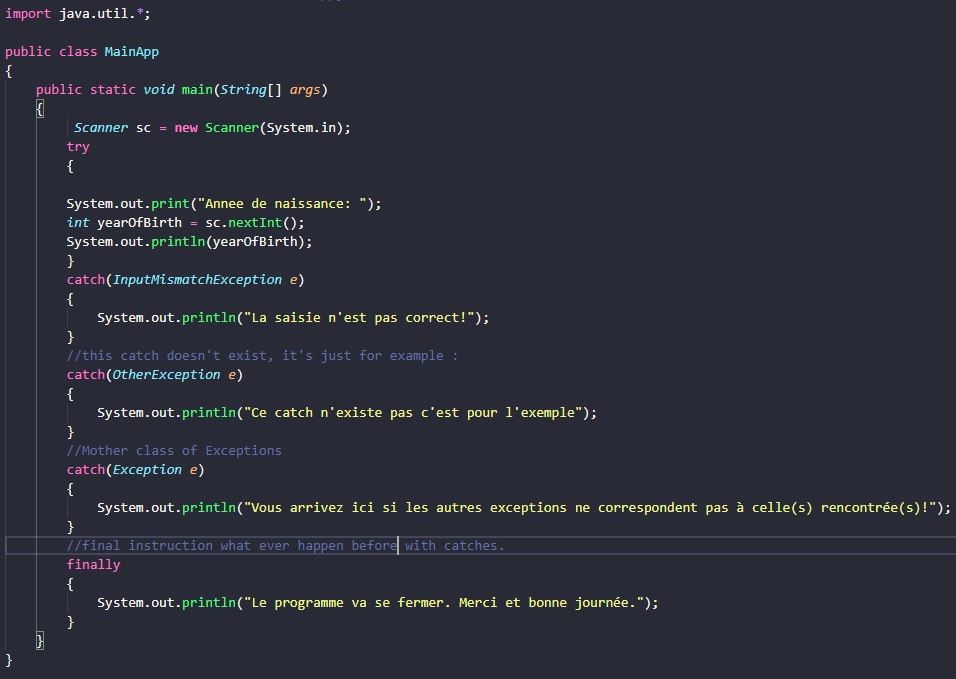 import java.util.*;
public class MainApp
{
public static void main(String[] args)
{
Scanner sc = new Scanner(System.in);
try
{
System.out.print("Annee de naissance: ");
int yearOfBirth = sc.nextInt();
System.out.println(yearOfBirth);
}
catch(InputMismatchException e)
{
System.out.println("La saisie n'est pas correct!");
}
//this catch doesn't exist, it's just for example :
catch(OtherException e)
{
System.out.println("Ce catch n'existe pas c'est pour l'exemple");
}
//Mother class of Exceptions
catch(Exception e)
{
System.out.println("Vous arrivez ici si les autres exceptions ne correspondent pas à celle(s) rencontrée(s)!");
}
//final instruction what ever happen before with catches.
finally
{
System.out.println("Le programme va se fermer. Merci et bonne journée.");
}
}
}